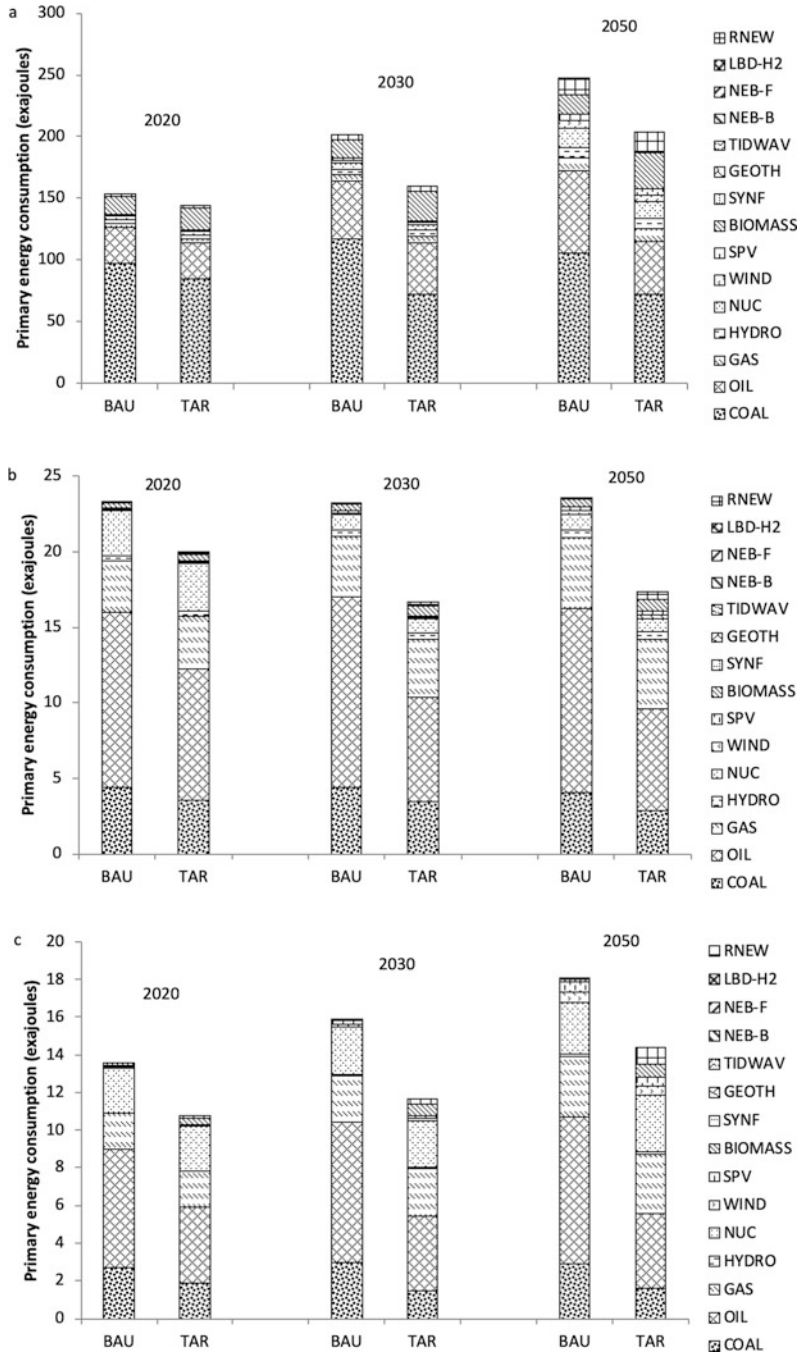 a
Primary energy consumption (exajoules)
300
250
200
150
100
50
0
2020
2030
2050
BAU TAR BAU TAR BAU TAR
RNEW
LBD-H2
NEB-F
NEB-B
TIDWAV
GEOTH
SYNF
BIOMASS
SPV
WIND
NUC
HYDRO
GAS
OIL
COAL
b
Primary energy consumption (exajoules)
25
20
15
10
5
0
2020
2030
2050
BAU TAR BAU TAR BAU TAR
RNEW
LBD-H2
NEB-F
NEB-B
TIDWAV
GEOTH
SYNF
BIOMASS
SPV
WIND
NUC
HYDRO
GAS
OIL
COAL
c
Primary energy consumption (exajoules)
20
18
16
14
12
10
8
6
4
2
0
2020
2030
2050
BAU TAR BAU TAR BAU TAR
RNEW
LBD-H2
NEB-F
NEB-B
TIDWAV
GEOTH
SYNF
BIOMASS
SPV
WIND
NUC
HYDRO
GAS
OIL
COAL